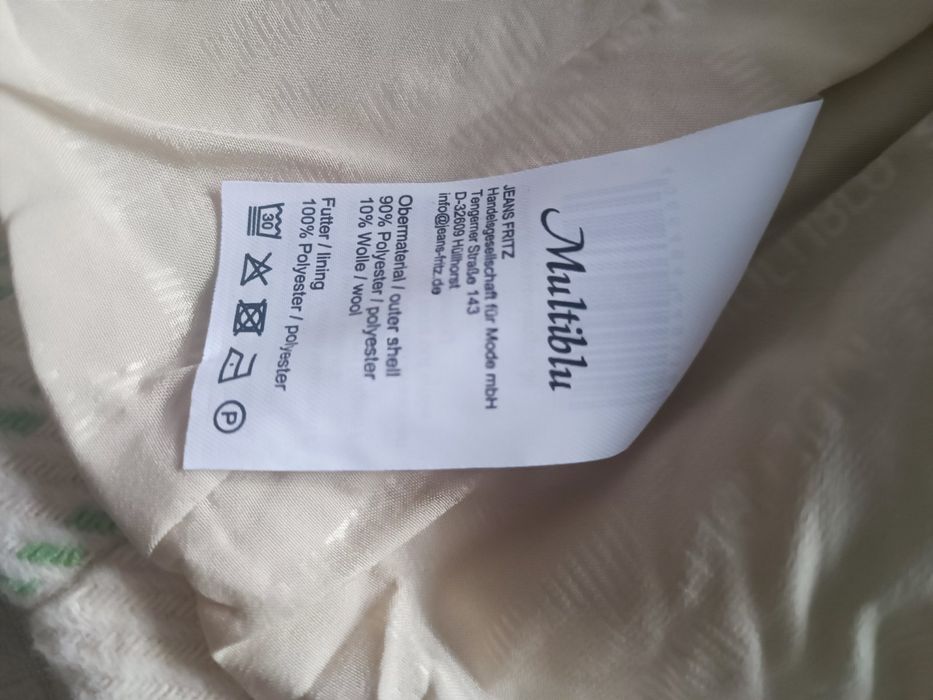 Multiblu
JEANS FRITZ
Handelsgesellschaft für Mode mbH
Tengerner Straße 143
D-32609 Hüllhorst
info@jeans-fritz.de
Obermaterial / outer shell
90% Polyester / polyester
10% Wolle / wool
Futter / lining
100% Polyester / polyester
30
P